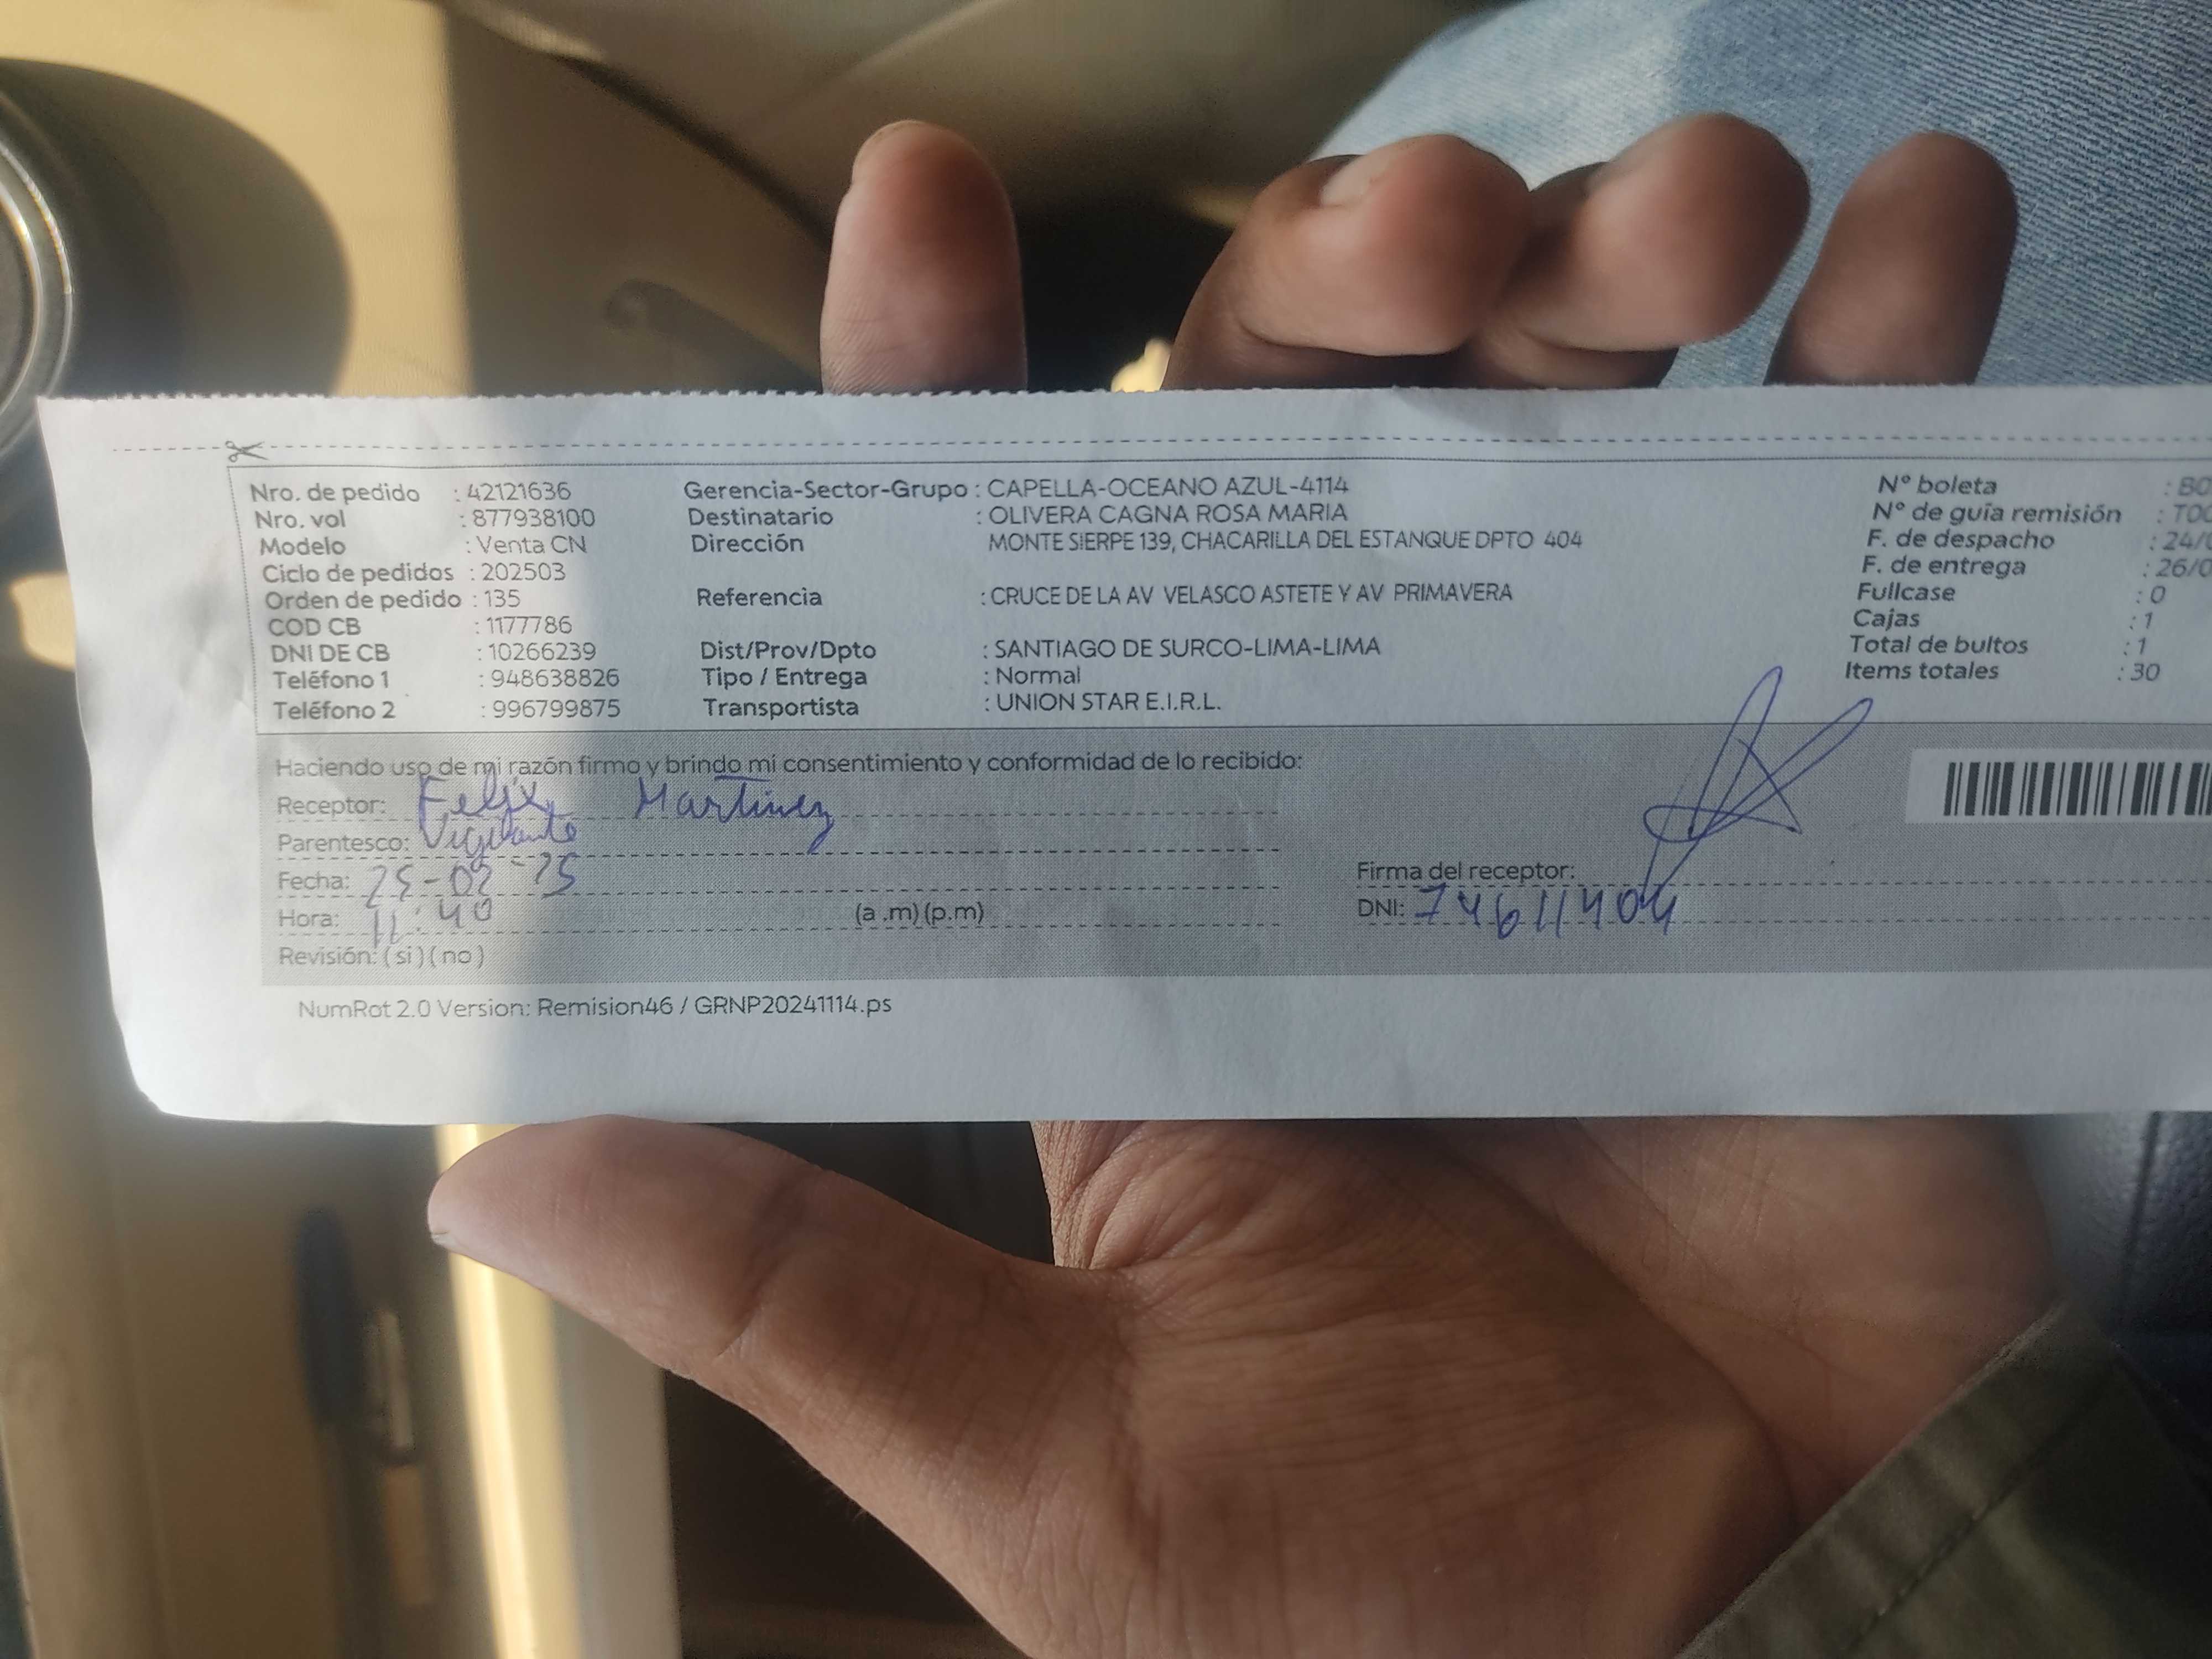 Nro. de pedido : 42121636 Gerencia-Sector-Grupo : CAPELLA-OCEANO AZUL-4114 N° boleta : B0
Nro. vol : 877938100 Destinatario : OLIVERA CAGNA ROSA MARIA N° de guía remisión : T00
Modelo : Venta CN Dirección MONTE SIERPE 139, CHACARILLA DEL ESTANQUE DPTO 404 F. de despacho : 24/0
Ciclo de pedidos : 202503 F. de entrega : 26/0
Orden de pedido : 135 Referencia : CRUCE DE LA AV VELASCO ASTETE Y AV PRIMAVERA Fullcase : 0
COD CB : 1177786 Cajas : 1
DNI DE CB : 10266239 Dist/Prov/Dpto : SANTIAGO DE SURCO-LIMA-LIMA Total de bultos : 1
Teléfono 1 : 948638826 Tipo / Entrega : Normal Items totales : 30
Teléfono 2 : 996799875 Transportista : UNION STAR E.I.R.L.
Haciendo uso de mi razón firmo y brindo mi consentimiento y conformidad de lo recibido:
Receptor: Felix Martinez
Parentesco: Vigilante
Fecha: 25-02-25 Firma del receptor:
Hora: 11:40 (a .m)(p.m) DNI: 74611404
Revisión: (si)(no)
NumRot 2.0 Version: Remision46 / GRNP20241114.ps